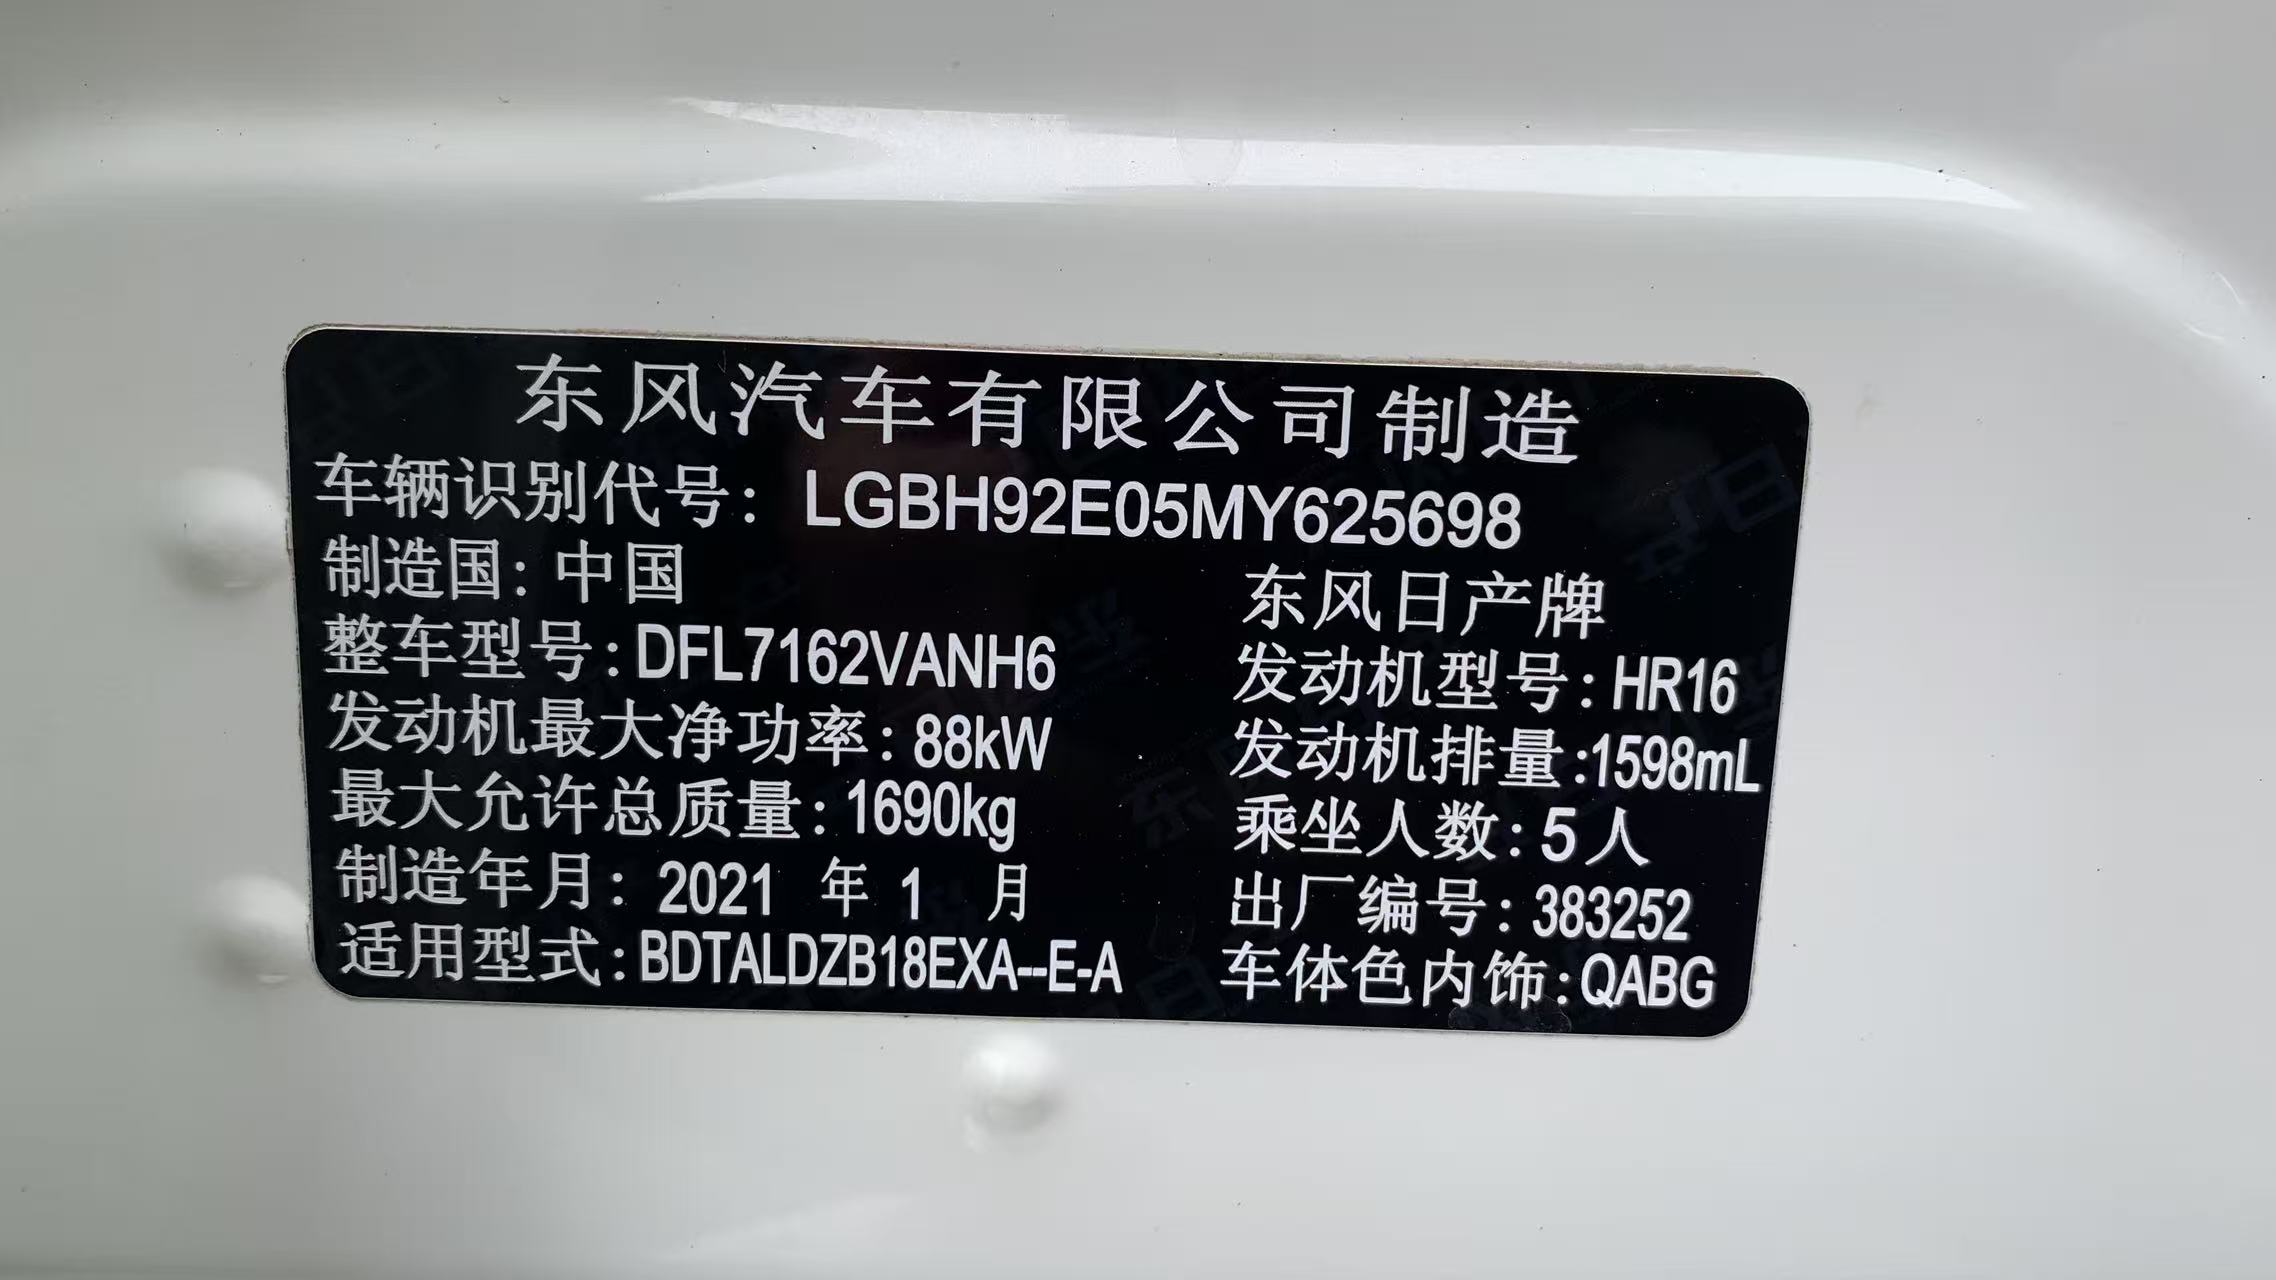 东风汽车有限公司制造
车辆识别代号：LGBH92E05MY625698
制造国：中国 东风日产牌
整车型号：DFL7162VANH6 发动机型号：HR16
发动机最大净功率：88kW 发动机排量：1598mL
最大允许总质量：1690kg 乘坐人数：5人
制造年月：2021 年 1 月 出厂编号：383252
适用型式：BDTALDZB18EXA--E-A 车体色内饰：QABG